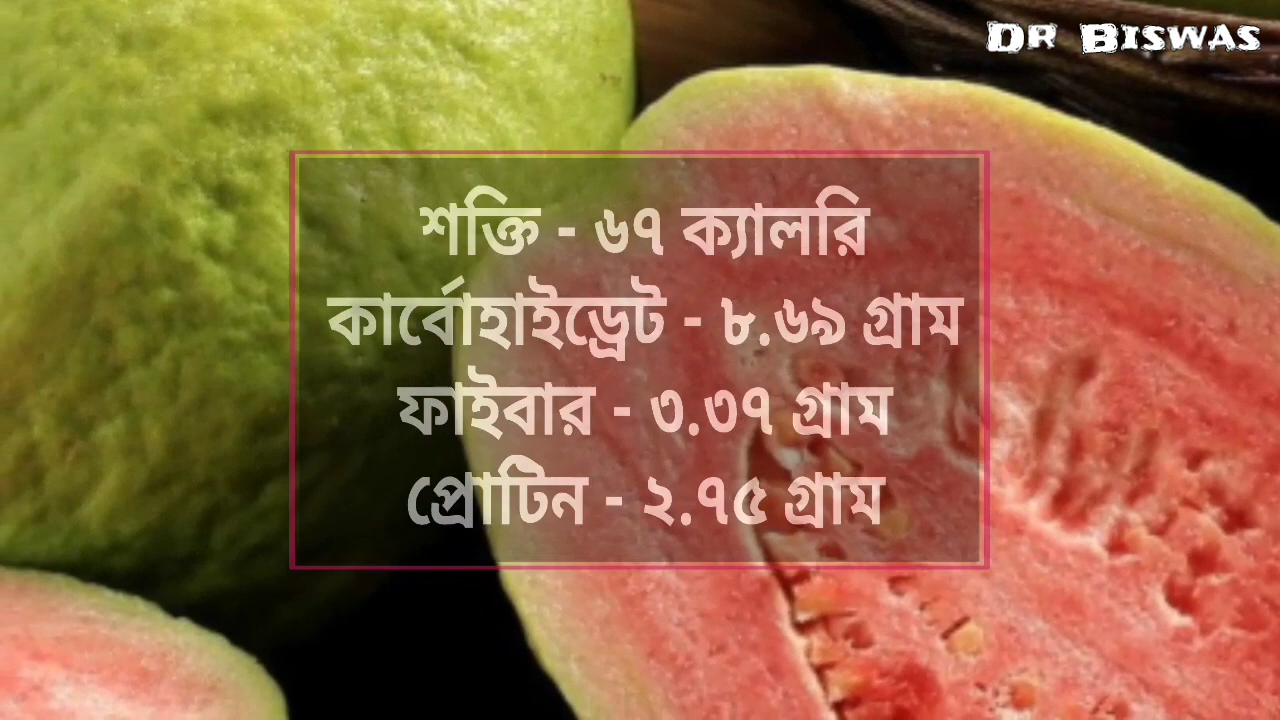 DR BISWAS
শক্তি - ৬৭ ক্যালরি
কার্বোহাইড্রেট - ৮.৬৯ গ্রাম
ফাইবার - ৩.৩৭ গ্রাম
প্রোটিন - ২.৭৫ গ্রাম